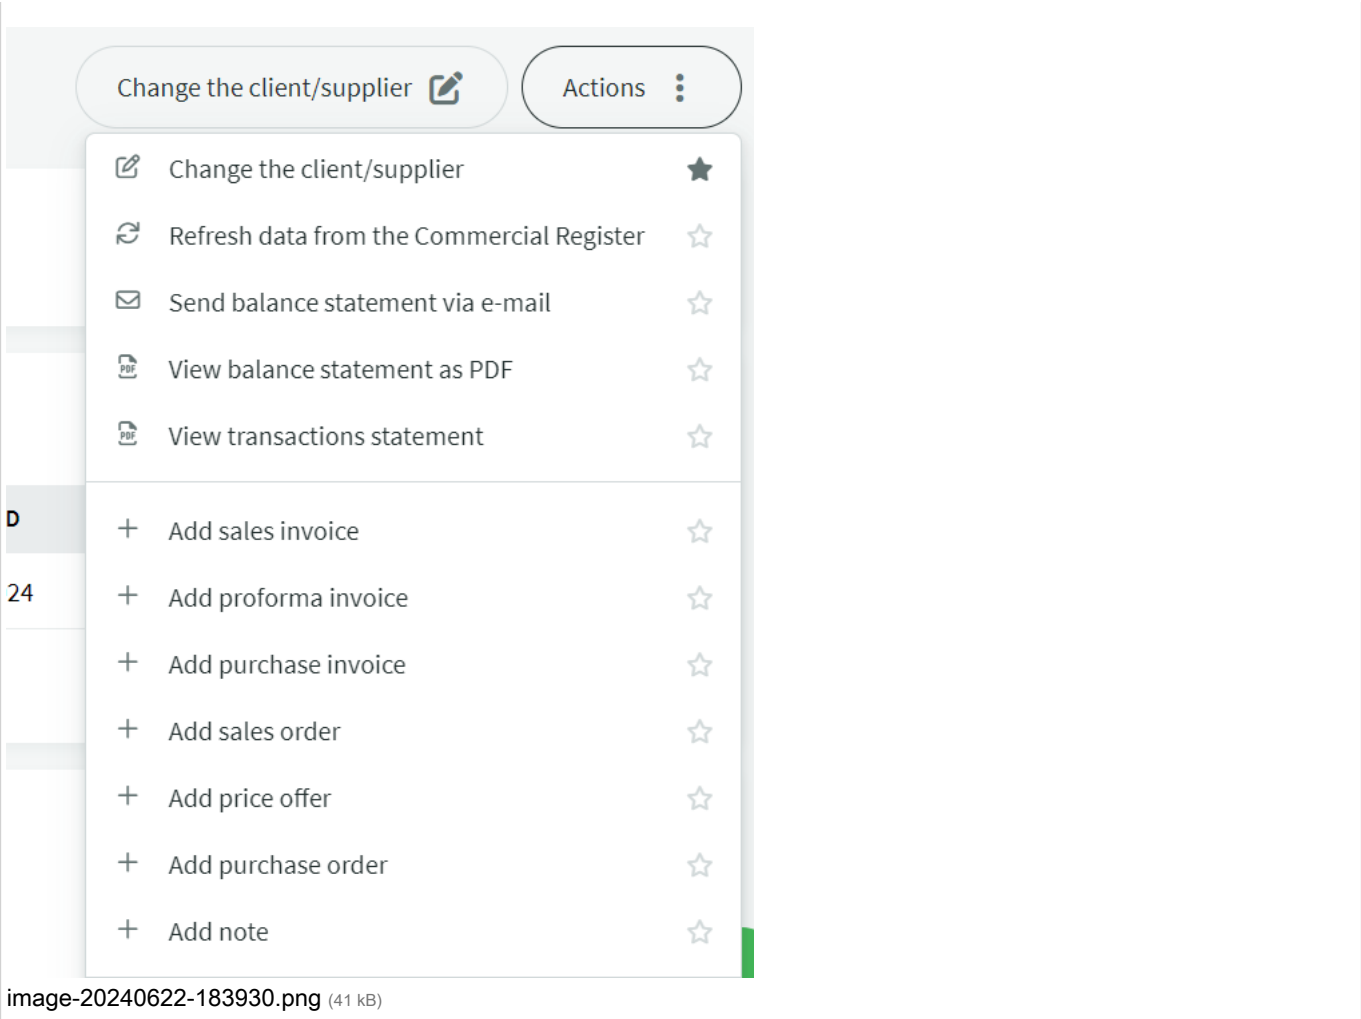 Change the client/supplier
Actions
Change the client/supplier
Refresh data from the Commercial Register
Send balance statement via e-mail
PDF View balance statement as PDF
PDF View transactions statement
D
Add sales invoice
24
Add proforma invoice
Add purchase invoice
Add sales order
Add price offer
Add purchase order
Add note
image-20240622-183930.png (41 kB)